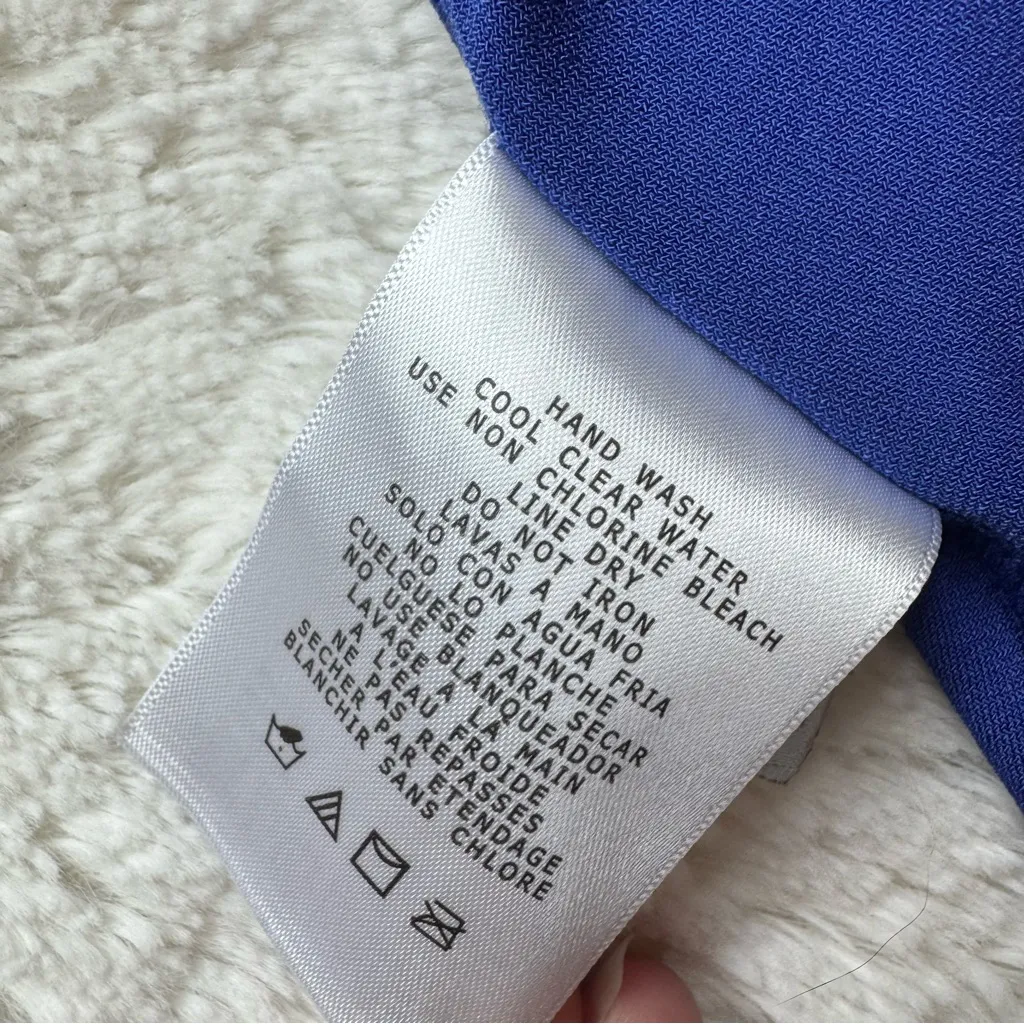 HAND WASH
COOL CLEAR WATER
USE NON CHLORINE BLEACH
LINE DRY
DO NOT IRON
LAVAS A MANO
SOLO CON AGUA FRIA
NO LO PLANCHE
CUELGUESE PARA SECAR
NO USE BLANQUEADOR
LAVAGE A LA MAIN
A L'EAU FROIDE
NE PAS REPASSES
SECHER PAR ETENDAGE
BLANCHIR SANS CHLORE